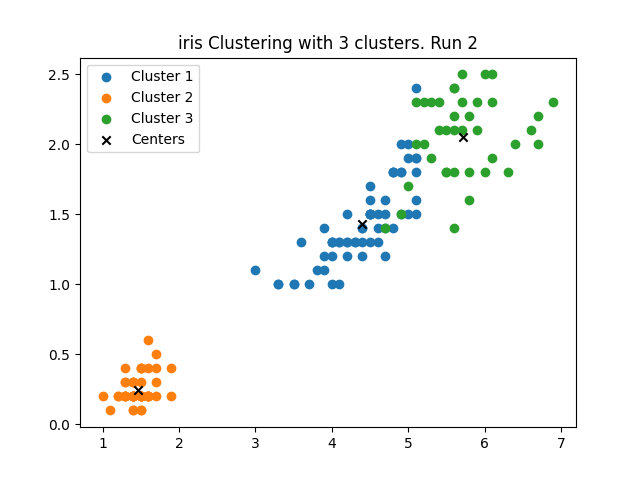 iris Clustering with 3 clusters. Run 2
2.5
2.0
1.5
1.0
0.5
0.0
Cluster 1
Cluster 2
Cluster 3
Centers
1 2 3 4 5 6 7